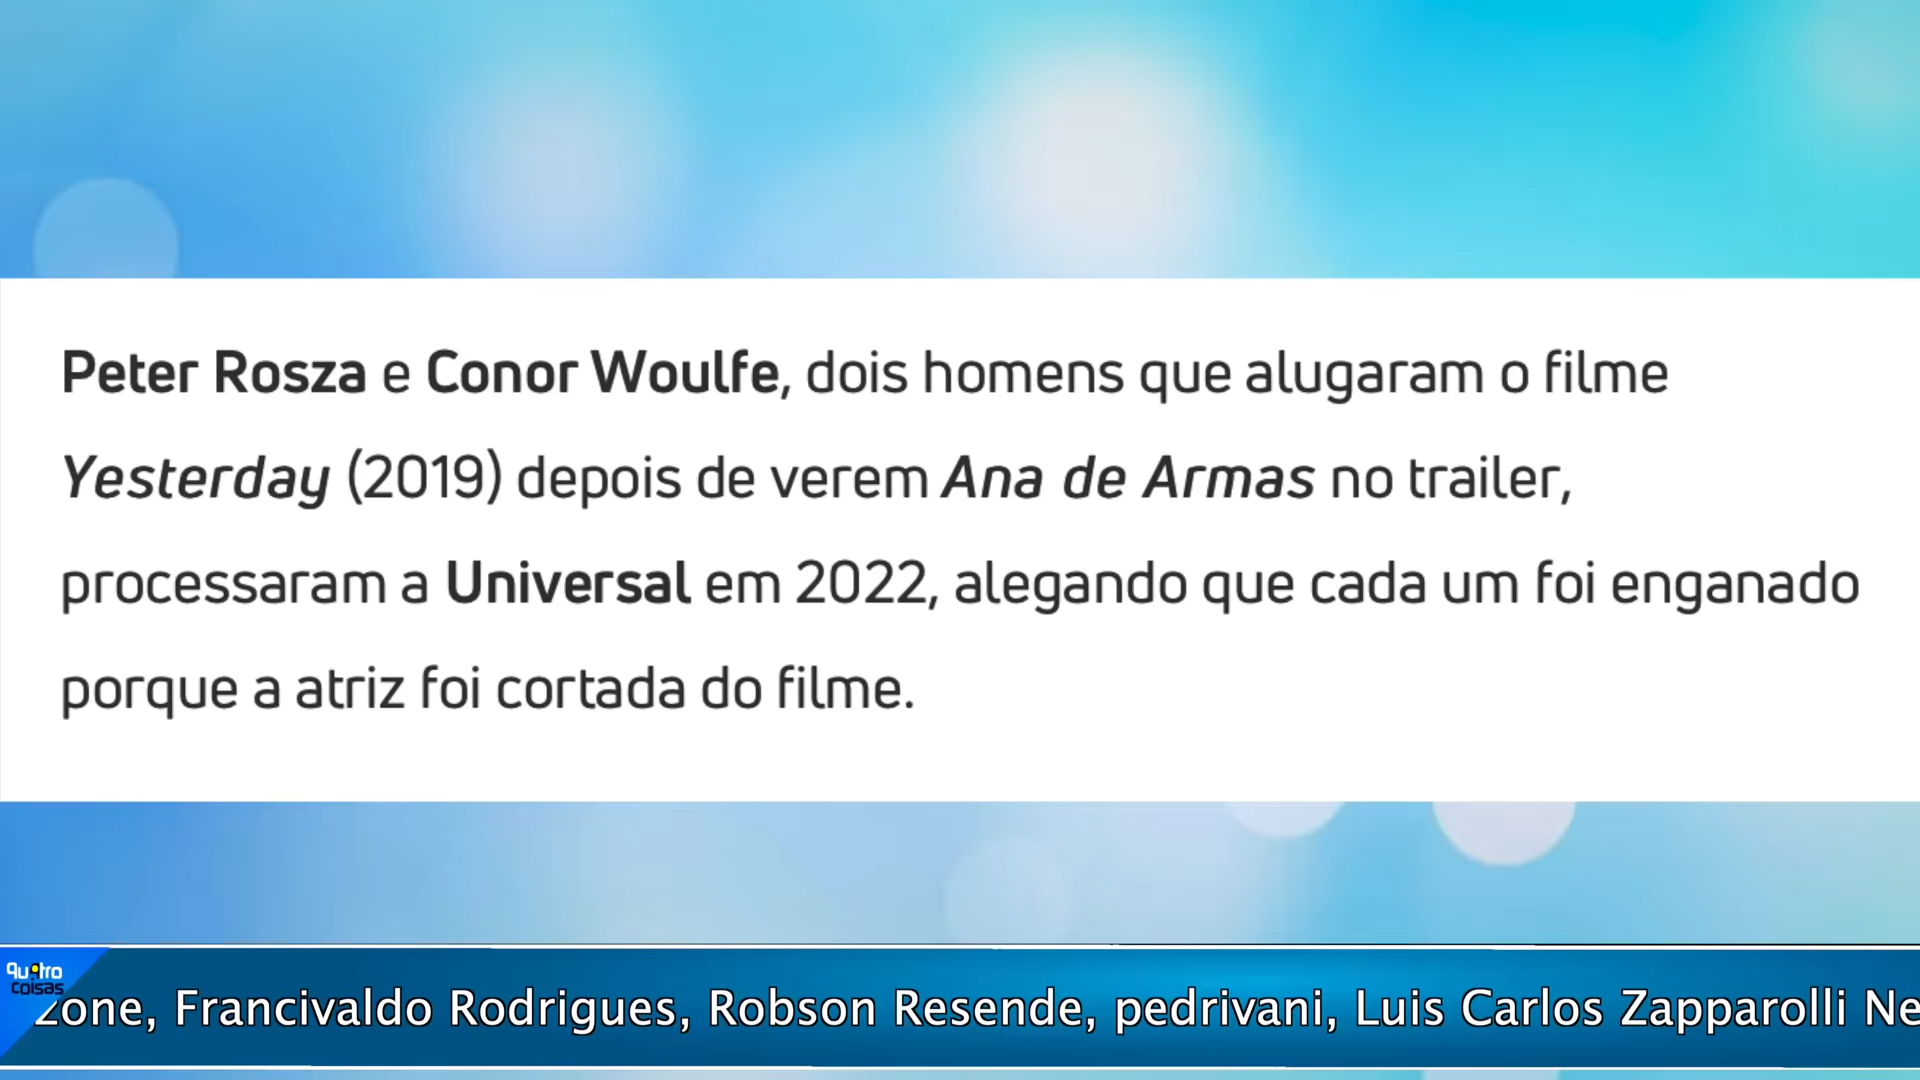 Peter Rosza e Conor Woulfe, dois homens que alugaram o filme
Yesterday (2019) depois de verem Ana de Armas no trailer,
processaram a Universal em 2022, alegando que cada um foi enganado
porque a atriz foi cortada do filme.
quatro
coisas
zone, Francivaldo Rodrigues, Robson Resende, pedrivani, Luis Carlos Zapparolli Ne